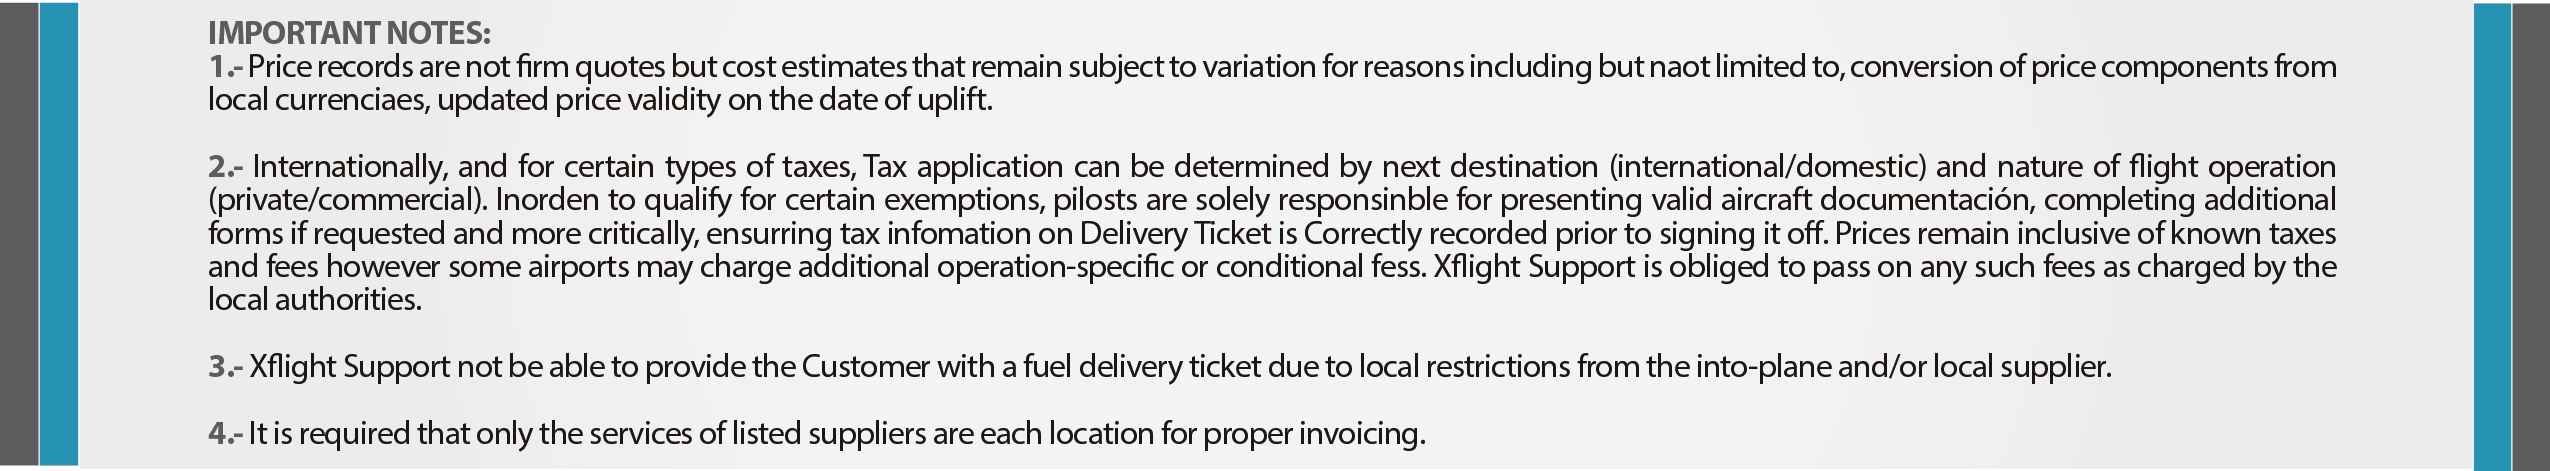 IMPORTANT NOTES:
1.- Price records are not firm quotes but cost estimates that remain subject to variation for reasons including but naot limited to, conversion of price components from
local currenciaes, updated price validity on the date of uplift.
2.- Internationally, and for certain types of taxes, Tax application can be determined by next destination (international/domestic) and nature of flight operation
(private/commercial). Inorden to qualify for certain exemptions, pilosts are solely responsinble for presenting valid aircraft documentación, completing additional
forms if requested and more critically, ensurring tax infomation on Delivery Ticket is Correctly recorded prior to signing it off. Prices remain inclusive of known taxes
and fees however some airports may charge additional operation-specific or conditional fess. Xflight Support is obliged to pass on any such fees as charged by the
local authorities.
3.- Xflight Support not be able to provide the Customer with a fuel delivery ticket due to local restrictions from the into-plane and/or local supplier.
4.- It is required that only the services of listed suppliers are each location for proper invoicing.